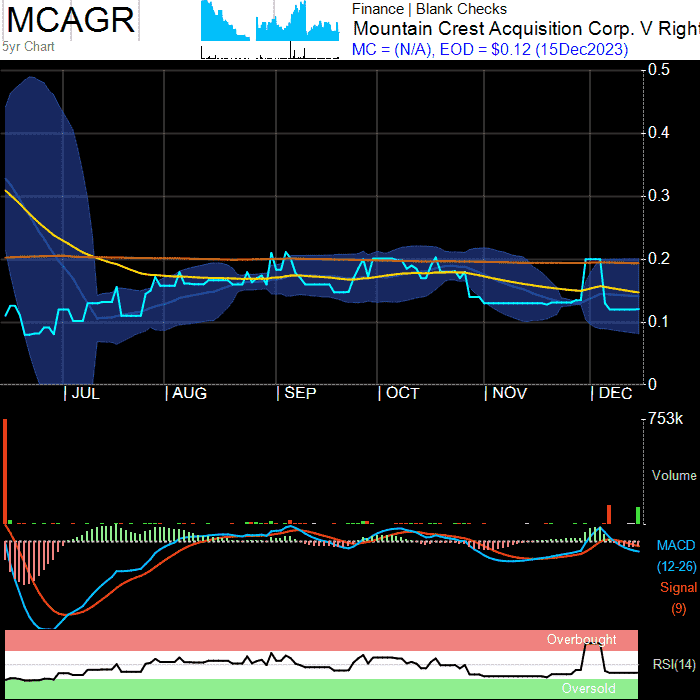 MCAGR
5yr Chart
Finance | Blank Checks
Mountain Crest Acquisition Corp. V Right
MC = (N/A), EOD = $0.12 (15Dec2023)
0.5
0.4
0.3
0.2
0.1
0
JUL AUG SEP OCT NOV DEC
753k
Volume
MACD
(12-26)
Signal
(9)
Overbought
RSI(14)
Oversold